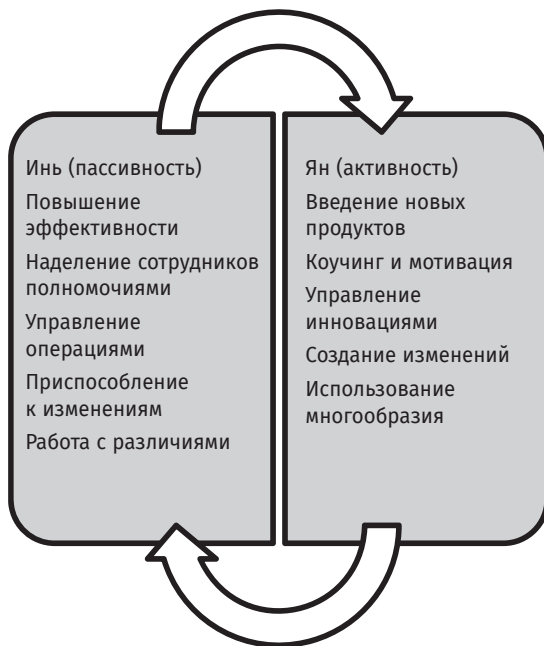 Инь (пассивность)
Повышение
эффективности
Наделение сотрудников
полномочиями
Управление
операциями
Приспособление
к изменениям
Работа с различиями
Ян (активность)
Введение новых
продуктов
Коучинг и мотивация
Управление
инновациями
Создание изменений
Использование
многообразия